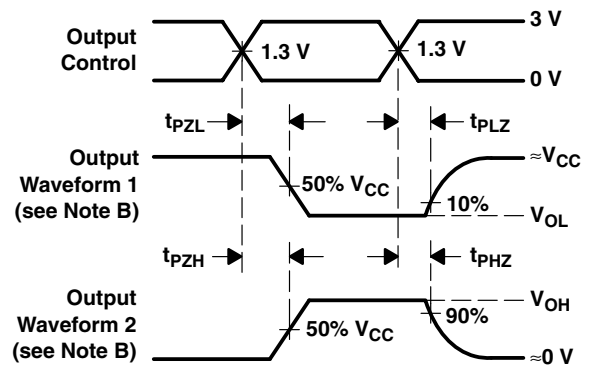 Output
Control
1.3 V
1.3 V
3 V
0 V
tPZL
tPLZ
Output
Waveform 1
(see Note B)
50% VCC
10%
≈VCC
VOL
tPZH
tPHZ
Output
Waveform 2
(see Note B)
50% VCC
90%
VOH
≈0 V